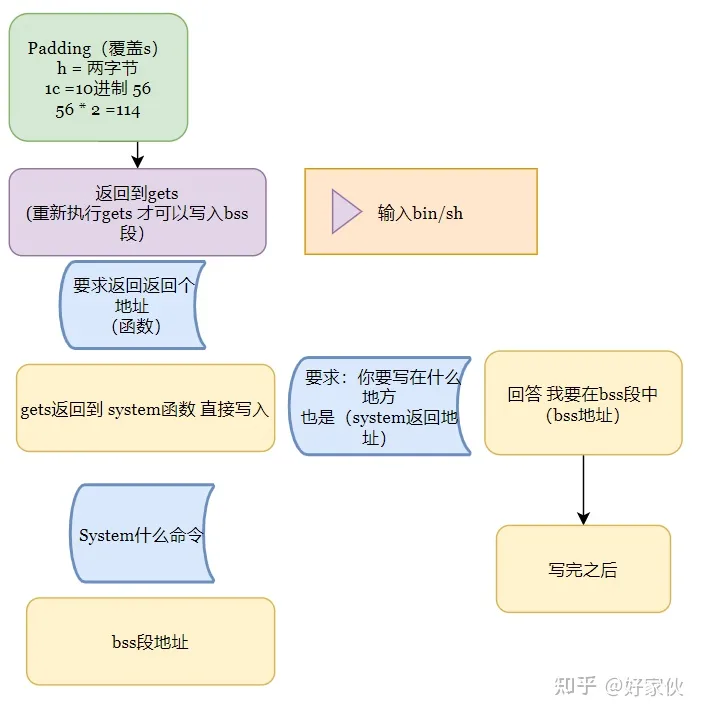 Padding（覆盖s）
h = 两字节
1c =10进制 56
56 * 2 =114
返回到gets
(重新执行gets 才可以写入bss
段）
输入bin/sh
要求返回返回个
地址
（函数）
gets返回到 system函数 直接写入
要求：你要写在什么
地方
也是（system返回地
址）
回答 我要在bss段中
（bss地址）
System什么命令
写完之后
bss段地址
知乎 @好家伙